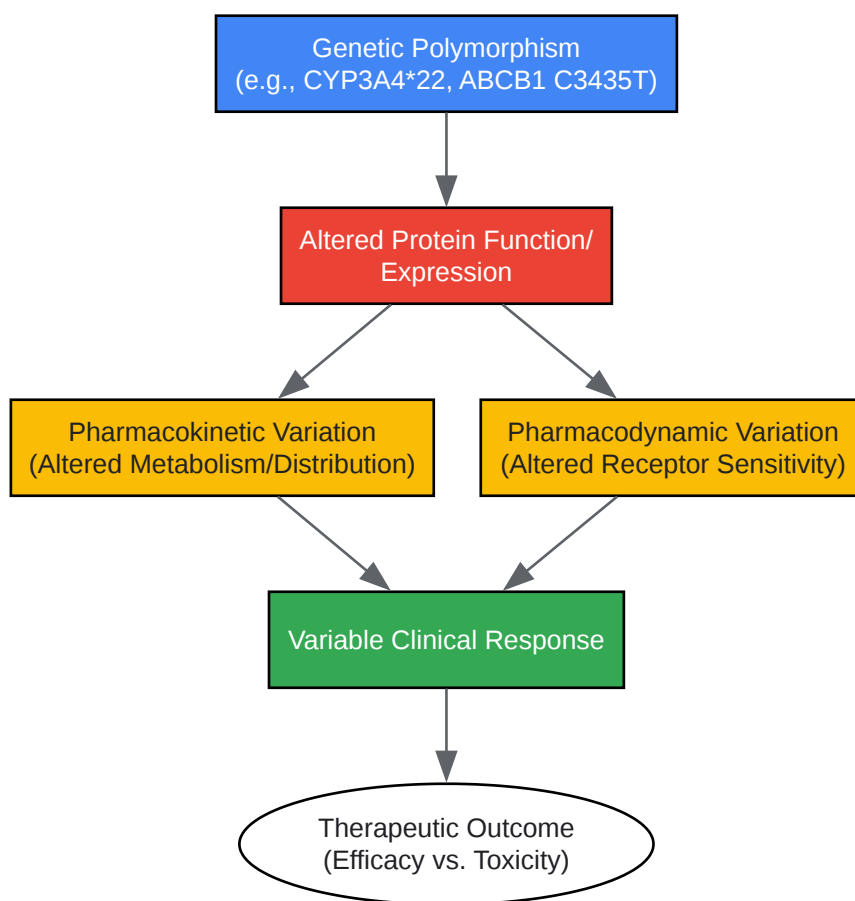 Genetic Polymorphism
(e.g., CYP3A4*22, ABCB1 C3435T)
Altered Protein Function/
Expression
Pharmacokinetic Variation
(Altered Metabolism/Distribution)
Pharmacodynamic Variation
(Altered Receptor Sensitivity)
Variable Clinical Response
Therapeutic Outcome
(Efficacy vs. Toxicity)